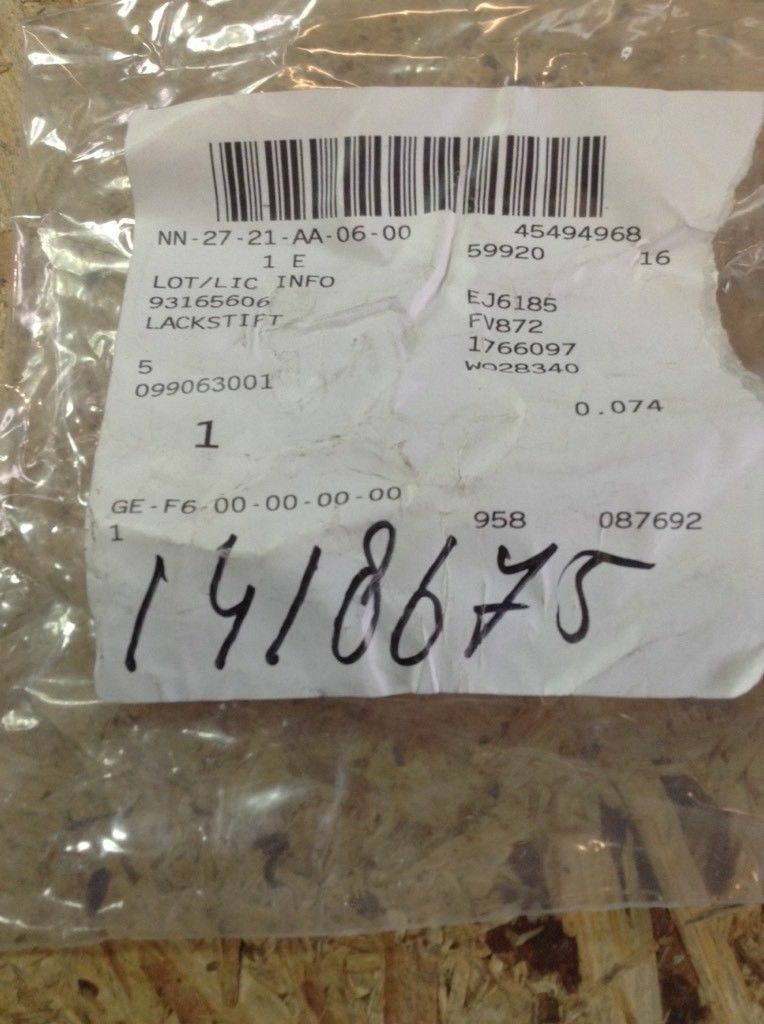 NN-27-21-AA-06-00 45494968
1 E 59920 16
LOT/LIC INFO
93165606 EJ6185
LACKSTIFT FV872
1766097
5 W028340
099063001
0.074
1
GE-F6-00-00-00-00
1 958 087692
1418675